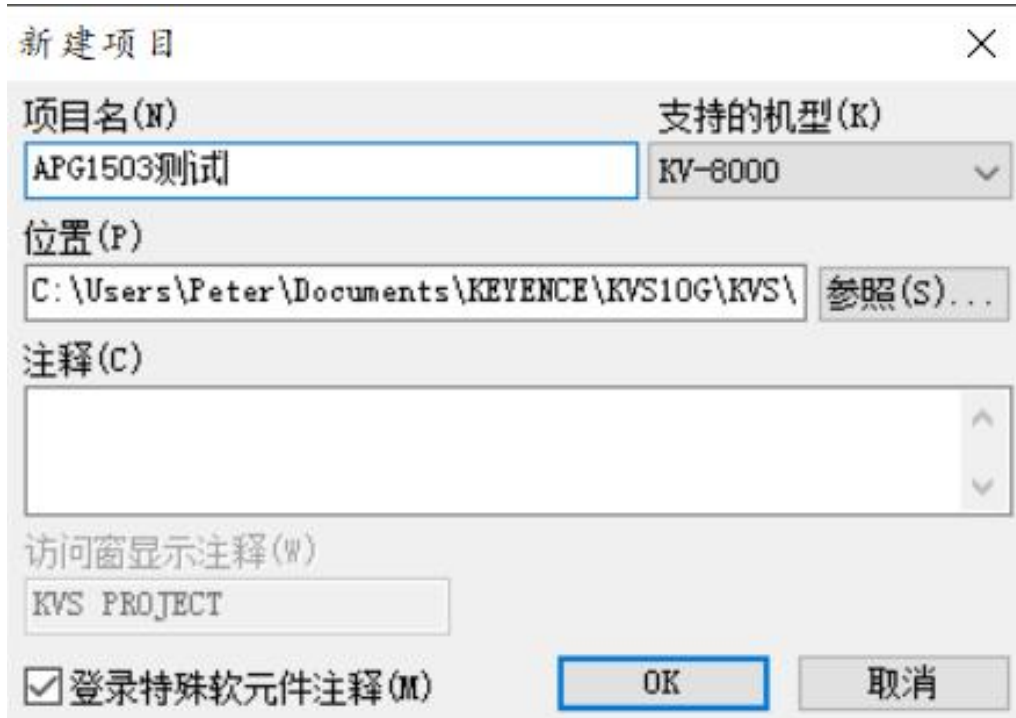 新建项目
项目名(N) 支持的机型(K)
APG1503测试 KV-8000
位置(P)
C:\Users\Peter\Documents\KEYENCE\KVS10G\KVS\ 参照(S)...
注释(C)
访问窗显示注释(W)
KVS PROJECT
登录特殊软元件注释(M) OK 取消